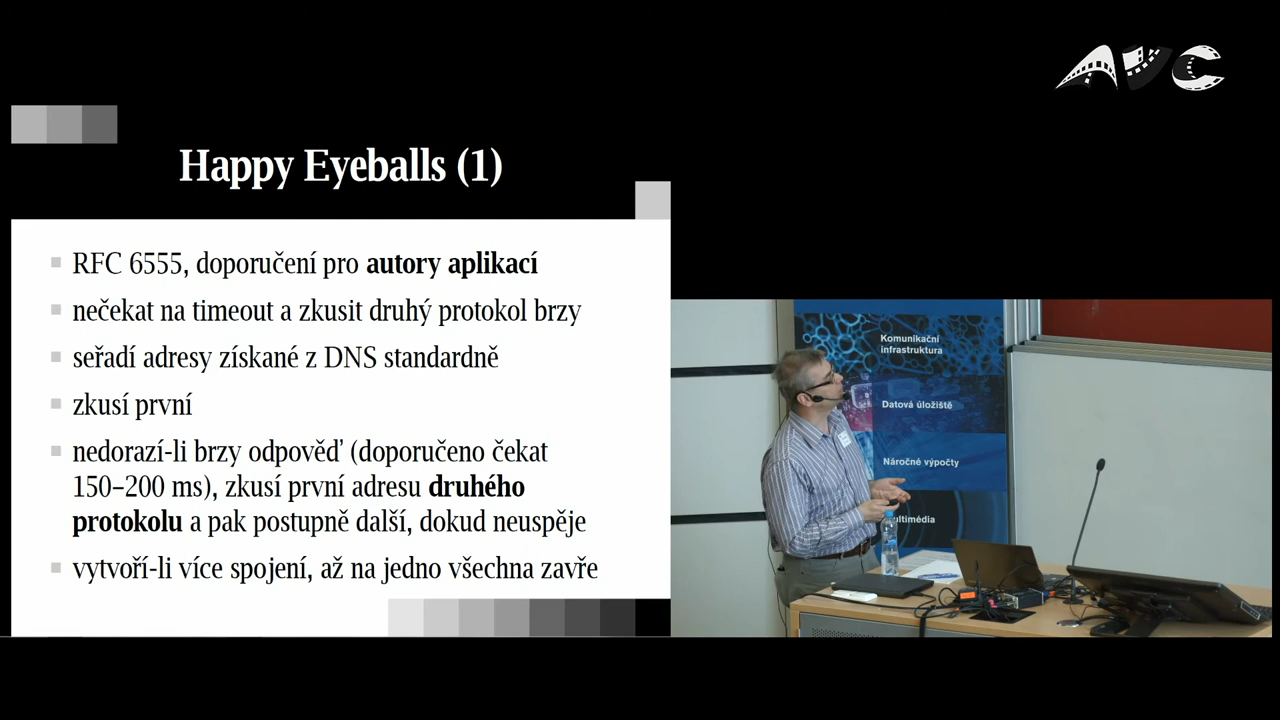 AVC
Happy Eyeballs (1)
RFC 6555, doporučení pro autory aplikací
nečekat na timeout a zkusit druhý protokol brzy
seřadí adresy získané z DNS standardně
zkusí první
nedorazí-li brzy odpověď (doporučeno čekat
150–200 ms), zkusí první adresu druhého
protokolu a pak postupně další, dokud neuspěje
vytvoří-li více spojení, až na jedno všechna zavře
Komunikační
infrastruktura
Datová úložiště
Náročné výpočty
ultimédia